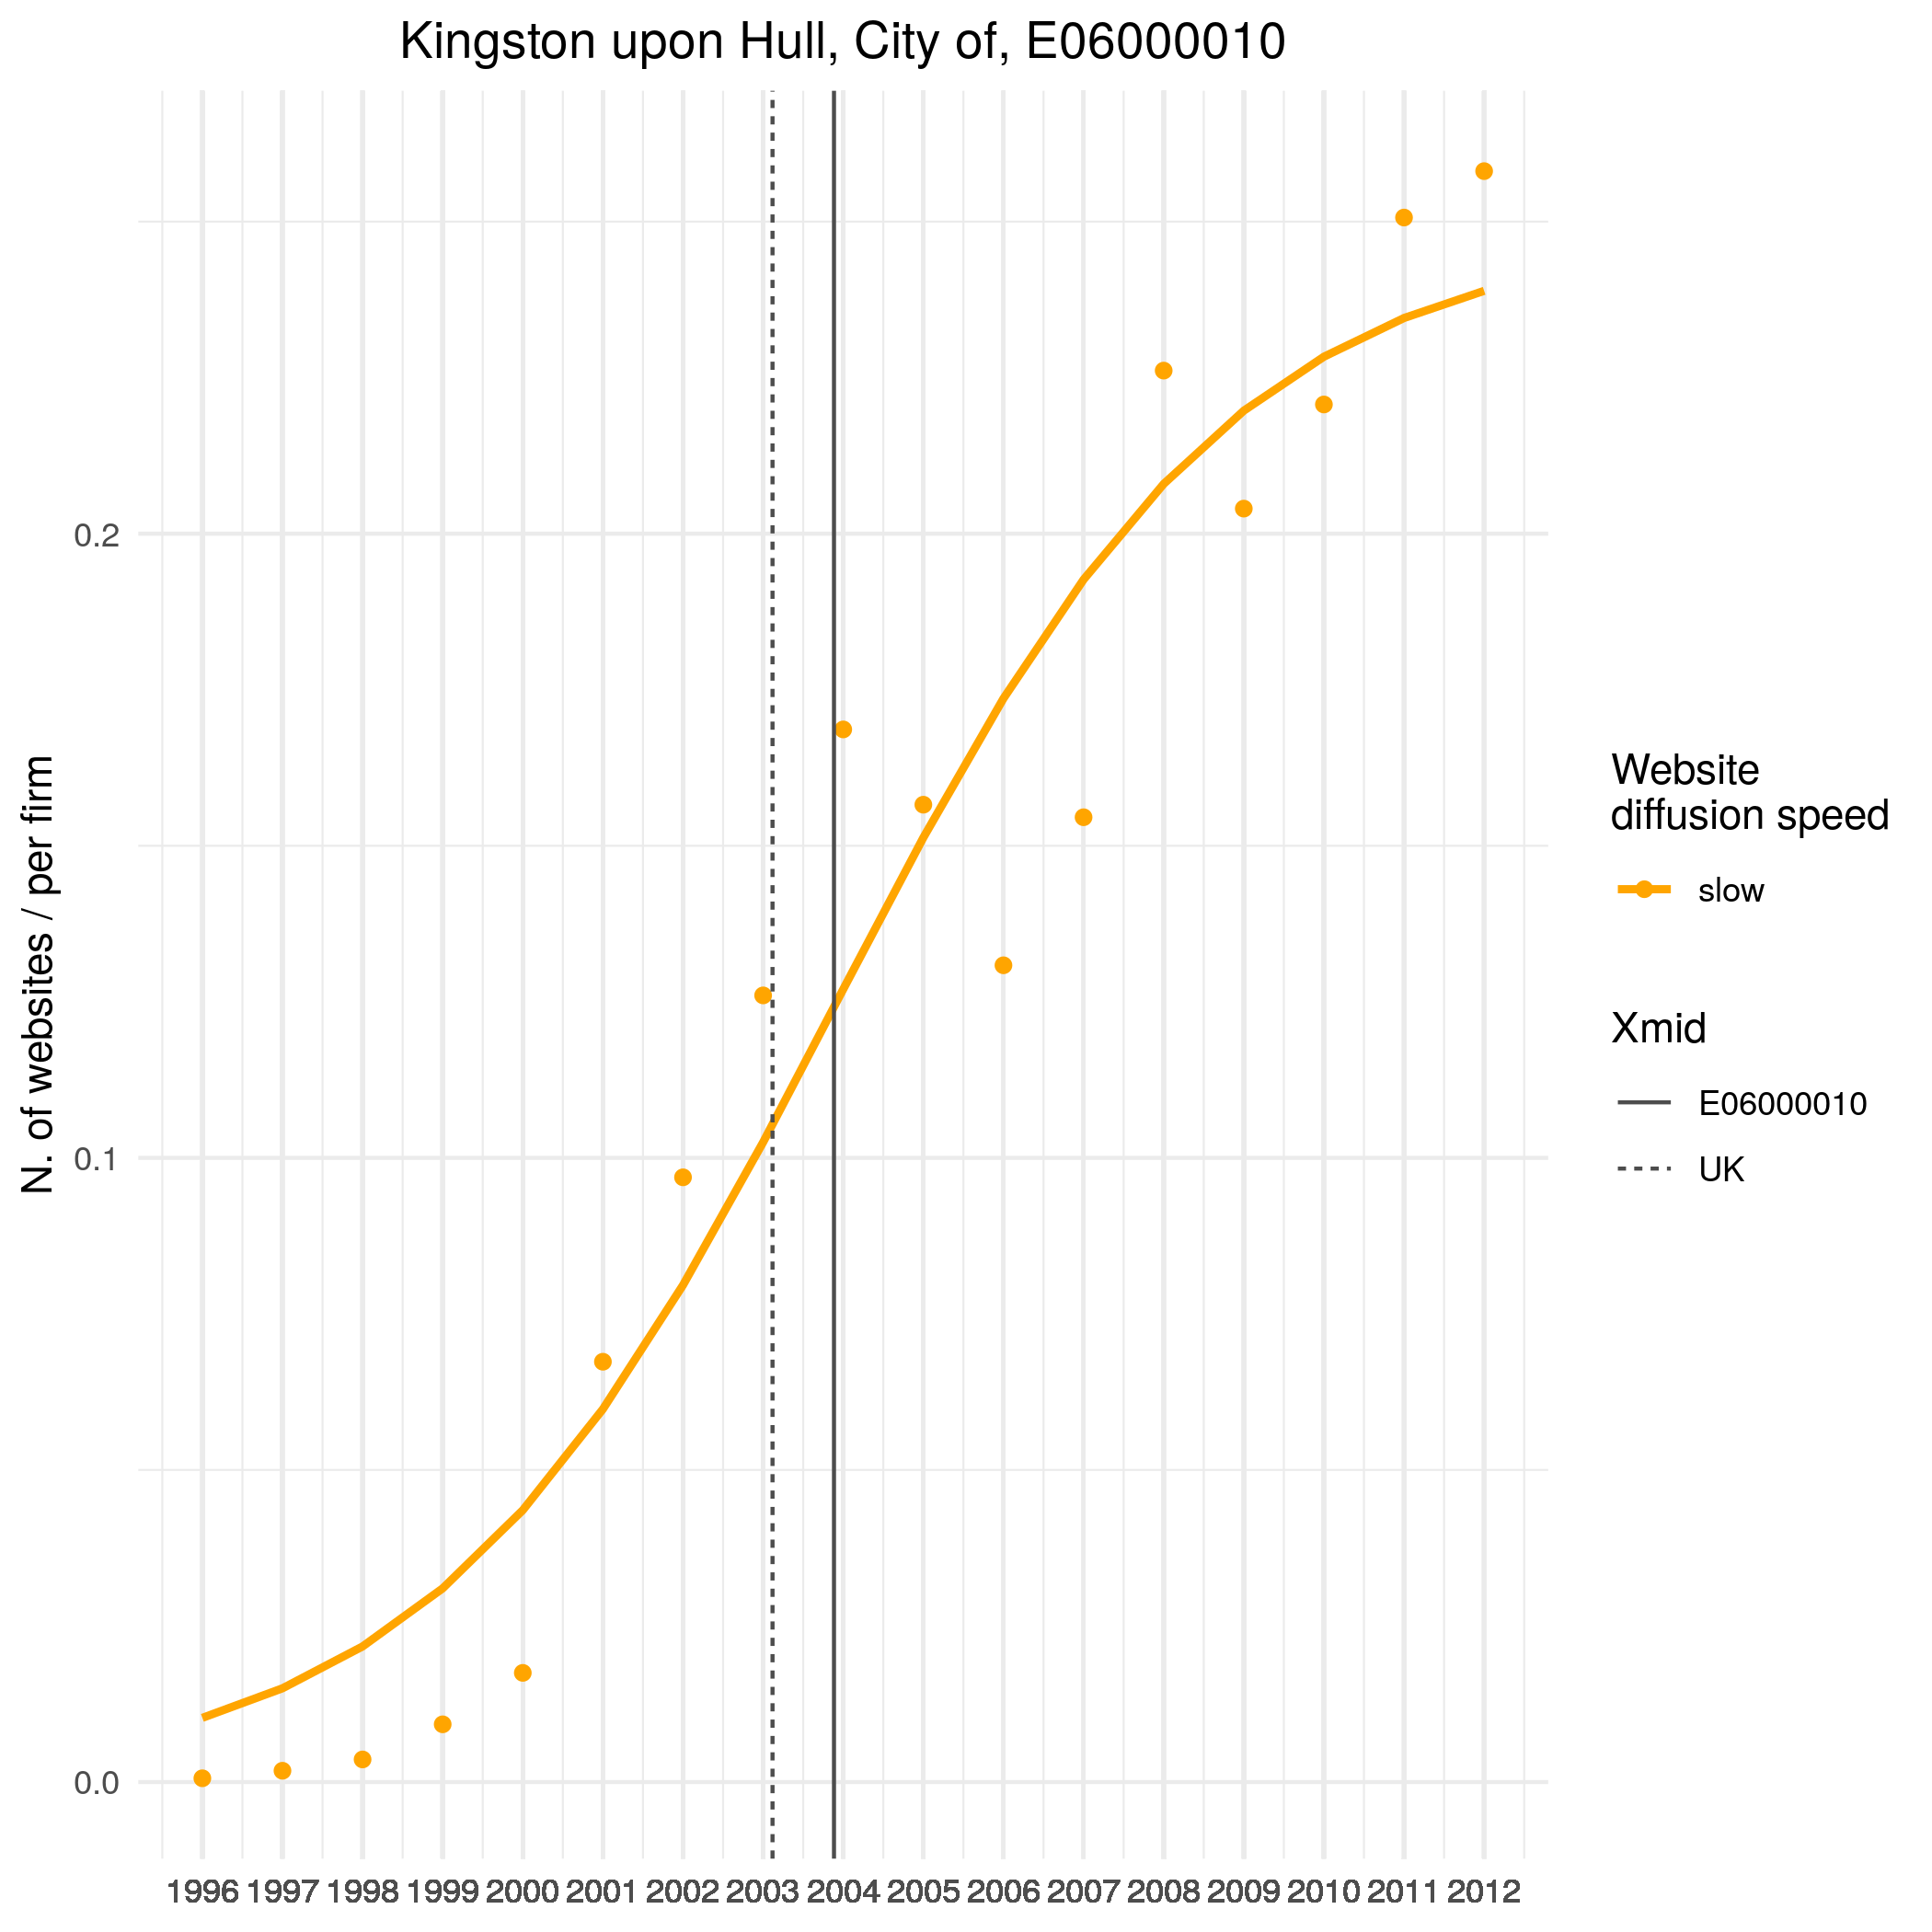 Kingston upon Hull, City of, E06000010
N. of websites / per firm
0.2
0.1
0.0
1996 1997 1998 1999 2000 2001 2002 2003 2004 2005 2006 2007 2008 2009 2010 2011 2012
Website
diffusion speed
slow
Xmid
E06000010
UK